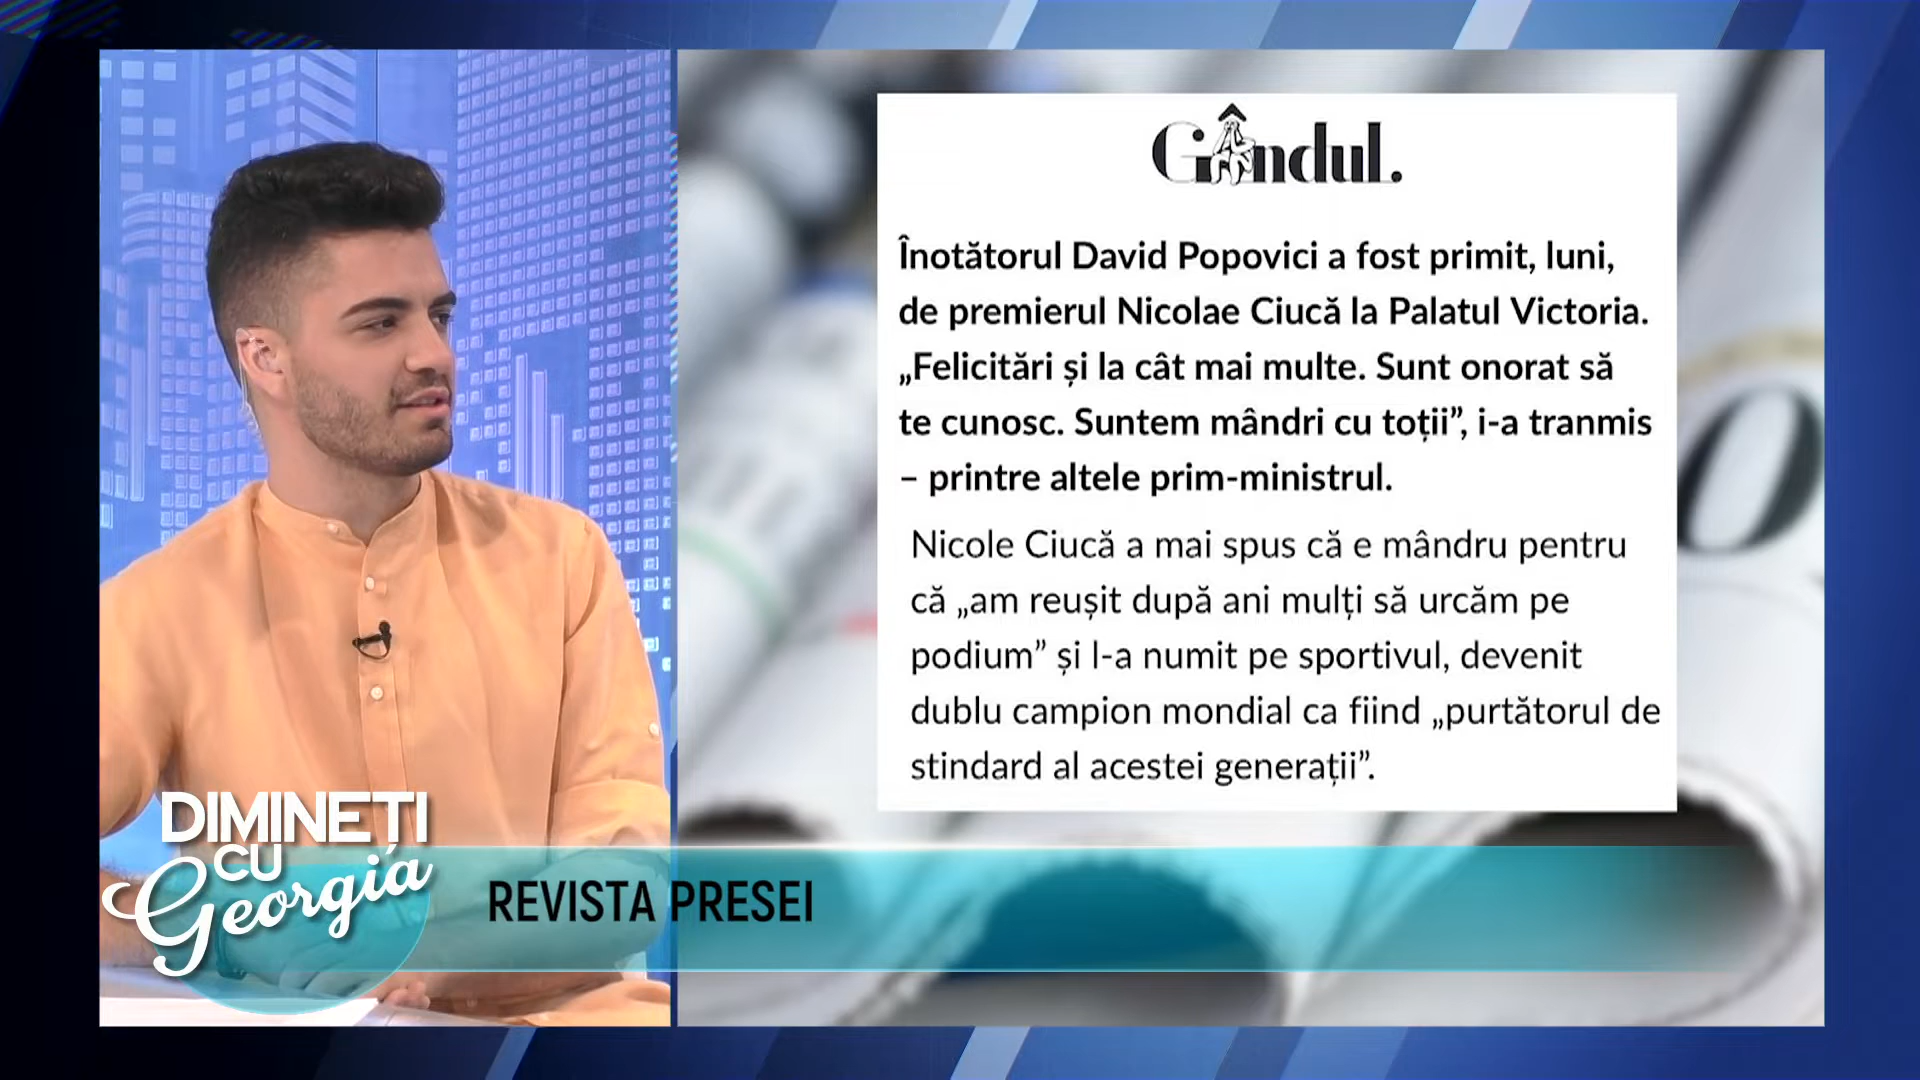 Gândul.
Înotătorul David Popovici a fost primit, luni,
de premierul Nicolae Ciucă la Palatul Victoria.
„Felicitări și la cât mai multe. Sunt onorat să
te cunosc. Suntem mândri cu toții”, i-a tranmis
– printre altele prim-ministrul.
Nicole Ciucă a mai spus că e mândru pentru
că „am reușit după ani mulți să urcăm pe
podium” și l-a numit pe sportivul, devenit
dublu campion mondial ca fiind „purtătorul de
stindard al acestei generații”.
DIMINEȚI
CU
Georgia
REVISTA PRESEI